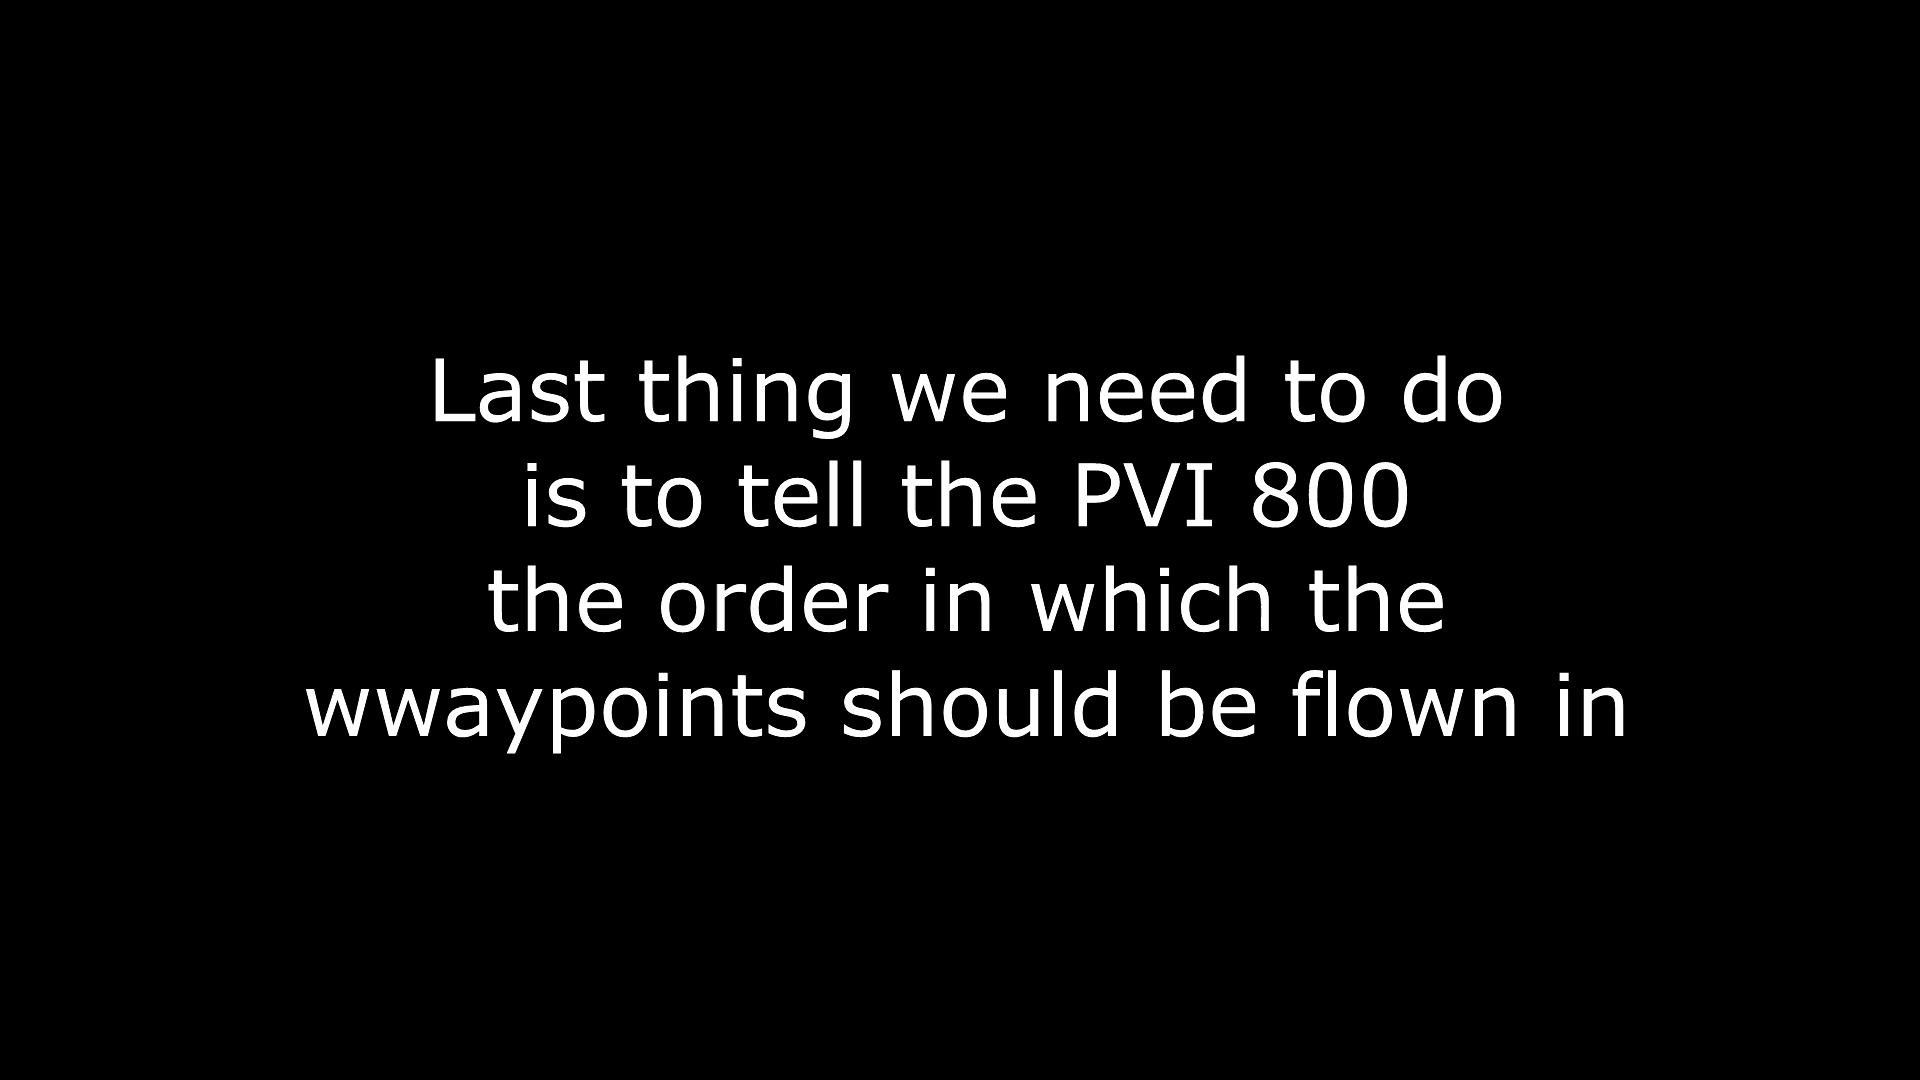 Last thing we need to do
is to tell the PVI 800
the order in which the
wwaypoints should be flown in